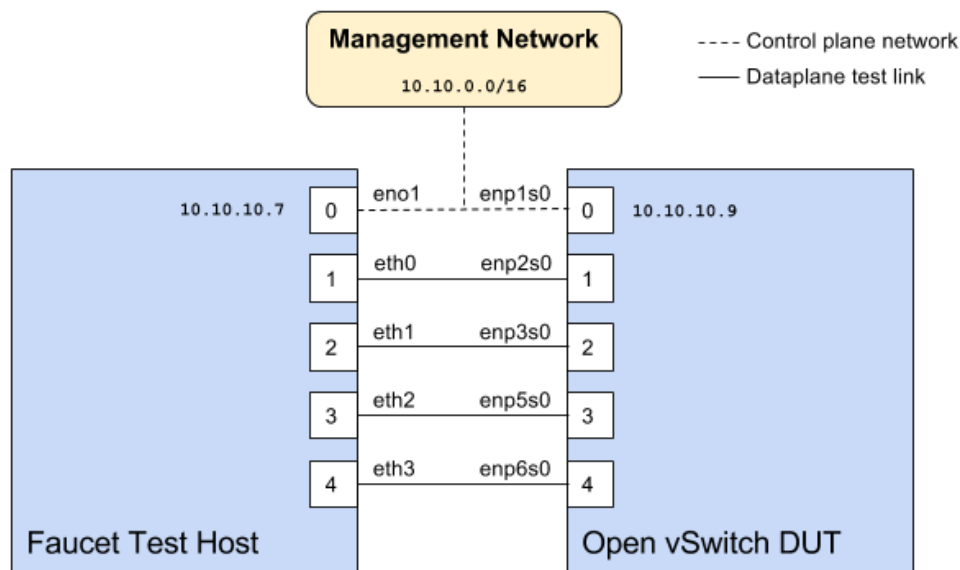 Management Network
10.10.0.0/16
Control plane network
Dataplane test link
10.10.10.7 0 eno1 enp1s0 0 10.10.10.9
1 eth0 enp2s0 1
2 eth1 enp3s0 2
3 eth2 enp5s0 3
4 eth3 enp6s0 4
Faucet Test Host
Open vSwitch DUT